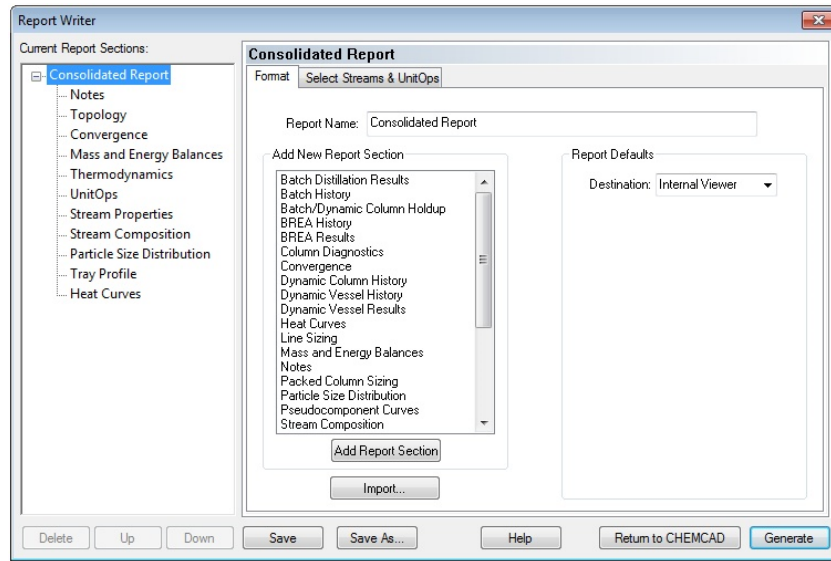 Report Writer
Current Report Sections:
Consolidated Report
Notes
Topology
Convergence
Mass and Energy Balances
Thermodynamics
UnitOps
Stream Properties
Stream Composition
Particle Size Distribution
Tray Profile
Heat Curves
Consolidated Report
Format Select Streams & UnitOps
Report Name: Consolidated Report
Add New Report Section
Batch Distillation Results
Batch History
Batch/Dynamic Column Holdup
BREA History
BREA Results
Column Diagnostics
Convergence
Dynamic Column History
Dynamic Vessel History
Dynamic Vessel Results
Heat Curves
Line Sizing
Mass and Energy Balances
Notes
Packed Column Sizing
Particle Size Distribution
Pseudocomponent Curves
Stream Composition
Add Report Section
Import...
Report Defaults
Destination: Internal Viewer
Delete Up Down Save Save As... Help Return to CHEMCAD Generate